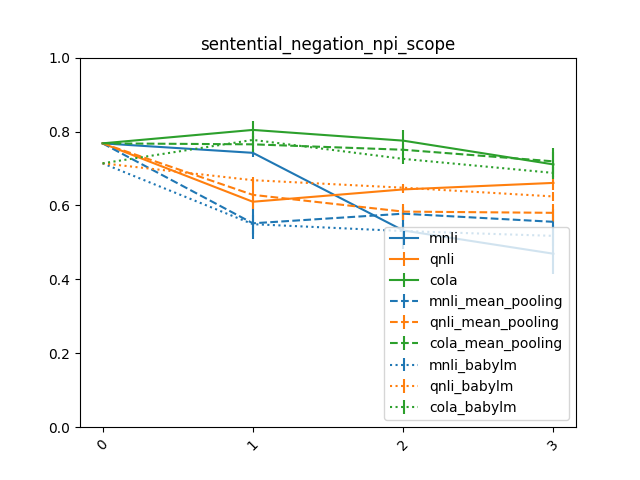 sentential_negation_npi_scope
1.0
0.8
0.6
0.4
0.2
0.0
0
1
2
3
mnli
qnli
cola
mnli_mean_pooling
qnli_mean_pooling
cola_mean_pooling
mnli_babylm
qnli_babylm
cola_babylm